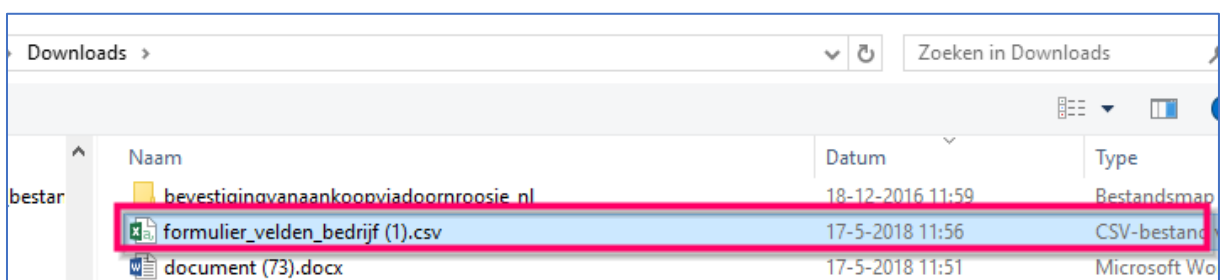 Downloads
Zoeken in Downloads
Naam Datum Type
bestan bevestigingvanaankoopviadoornroosje_nl 18-12-2016 11:59 Bestandsmap
formulier_velden_bedrijf (1).csv 17-5-2018 11:56 CSV-bestand v
document (73).docx 17-5-2018 11:51 Microsoft Wo